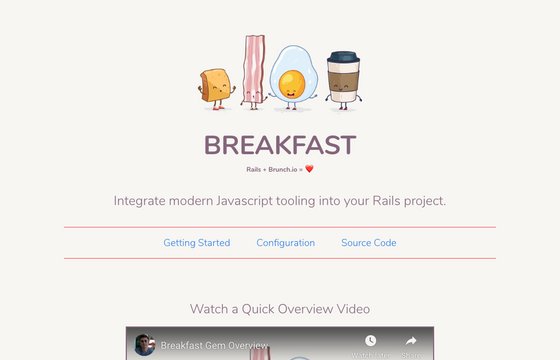 BREAKFAST
Rails + Brunch.io = ❤️
Integrate modern Javascript tooling into your Rails project.
Getting Started Configuration Source Code
Watch a Quick Overview Video
Breakfast Gem Overview
Watch later Share